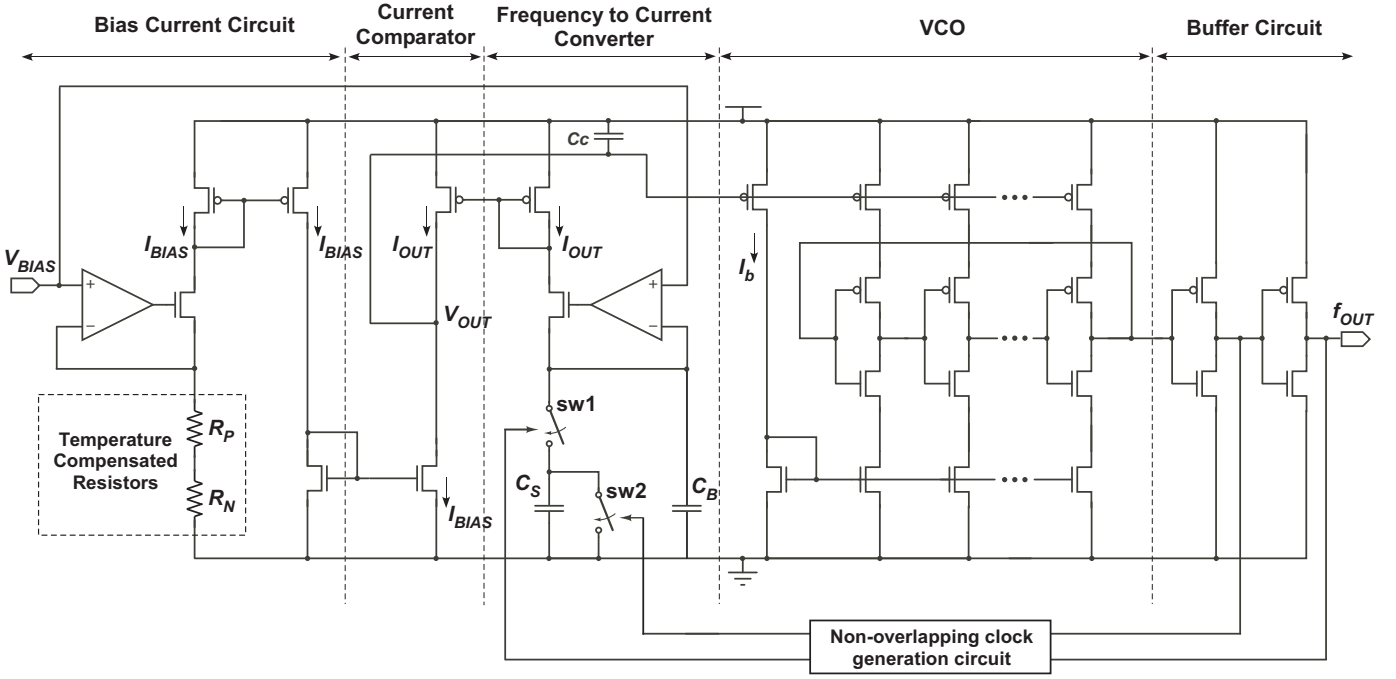 Bias Current Circuit
Current
Comparator
Frequency to Current
Converter
VCO
Buffer Circuit
Cc
I_BIAS
I_BIAS
I_OUT
I_OUT
I_b
V_BIAS
+
−
V_OUT
+
−
f_OUT
sw1
Temperature
Compensated
Resistors
R_P
R_N
C_S
sw2
C_B
I_BIAS
Non-overlapping clock
generation circuit